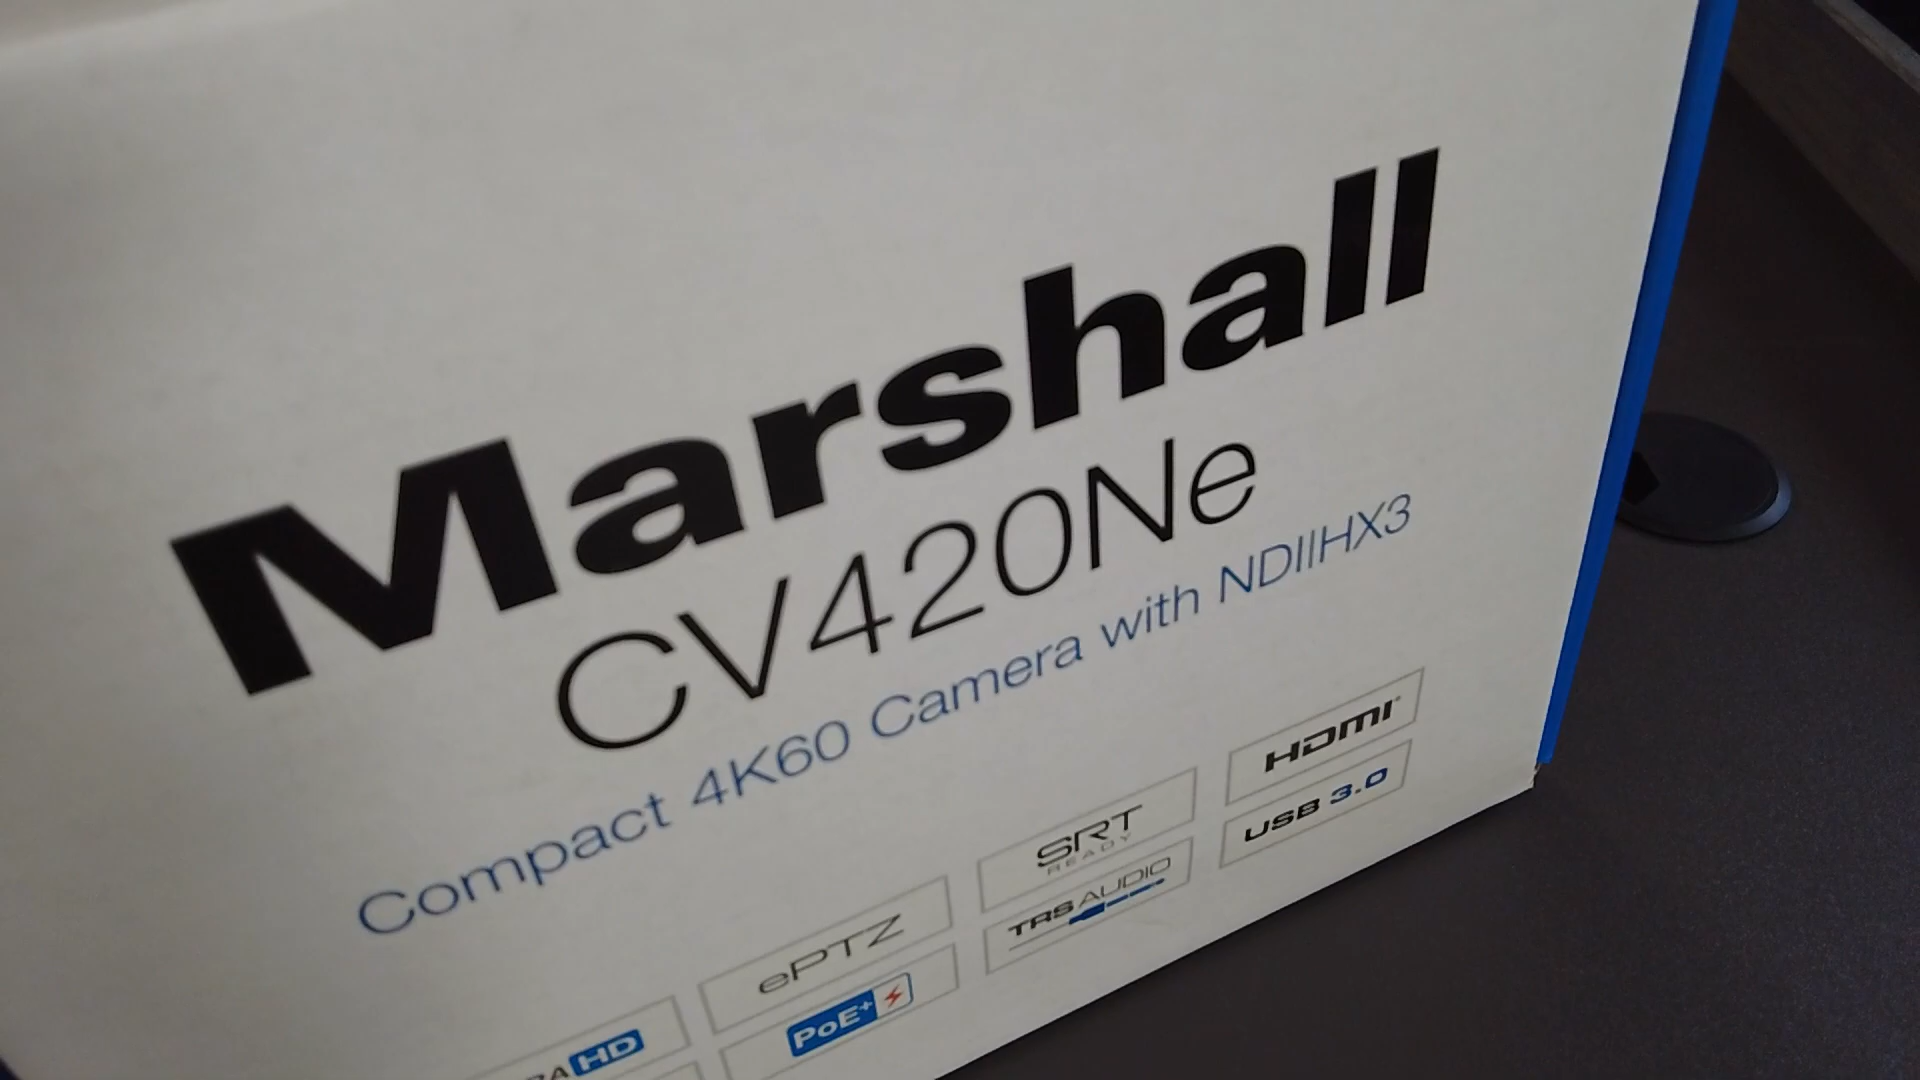 Marshall
CV420Ne
Compact 4K60 Camera with NDI|HX3
HD
ePTZ
SRT
READY
HDMI
PoE+
TRS AUDIO
USB 3.0